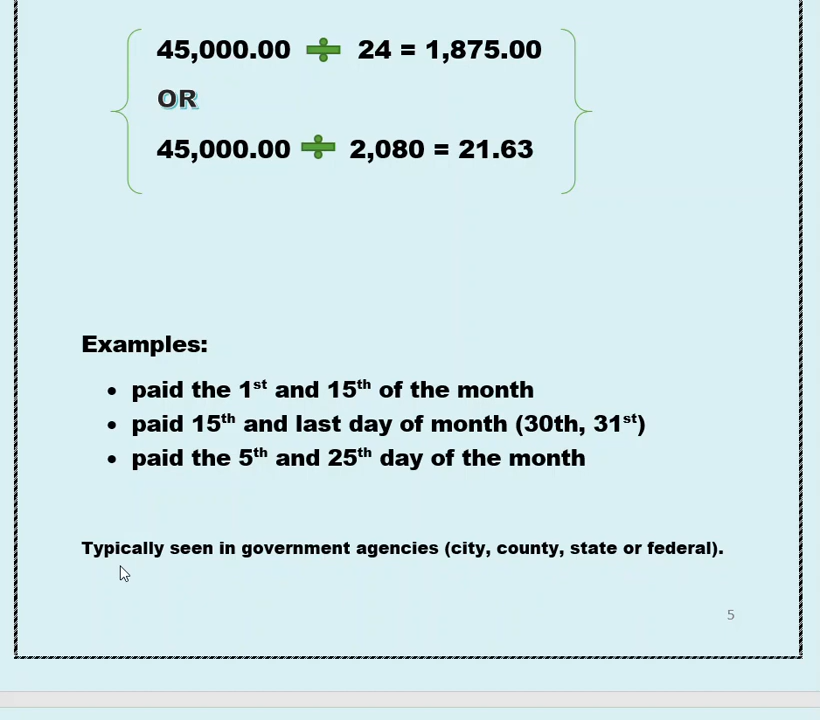 45,000.00 ÷ 24 = 1,875.00
OR
45,000.00 ÷ 2,080 = 21.63
Examples:
• paid the 1st and 15th of the month
• paid 15th and last day of month (30th, 31st)
• paid the 5th and 25th day of the month
Typically seen in government agencies (city, county, state or federal).
5